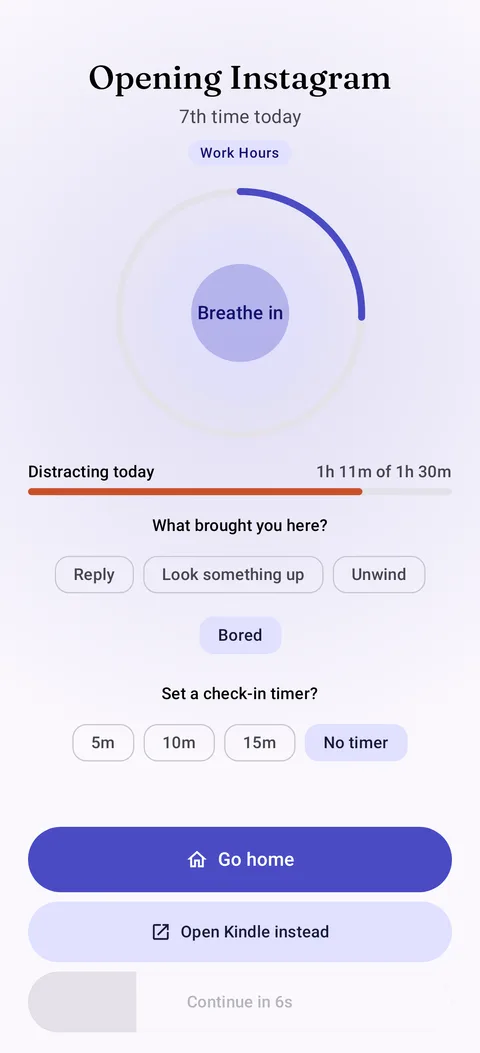 Opening Instagram
7th time today
Work Hours
Breathe in
Distracting today 1h 11m of 1h 30m
What brought you here?
Reply Look something up Unwind
Bored
Set a check-in timer?
5m 10m 15m No timer
Go home
Open Kindle instead
Continue in 6s